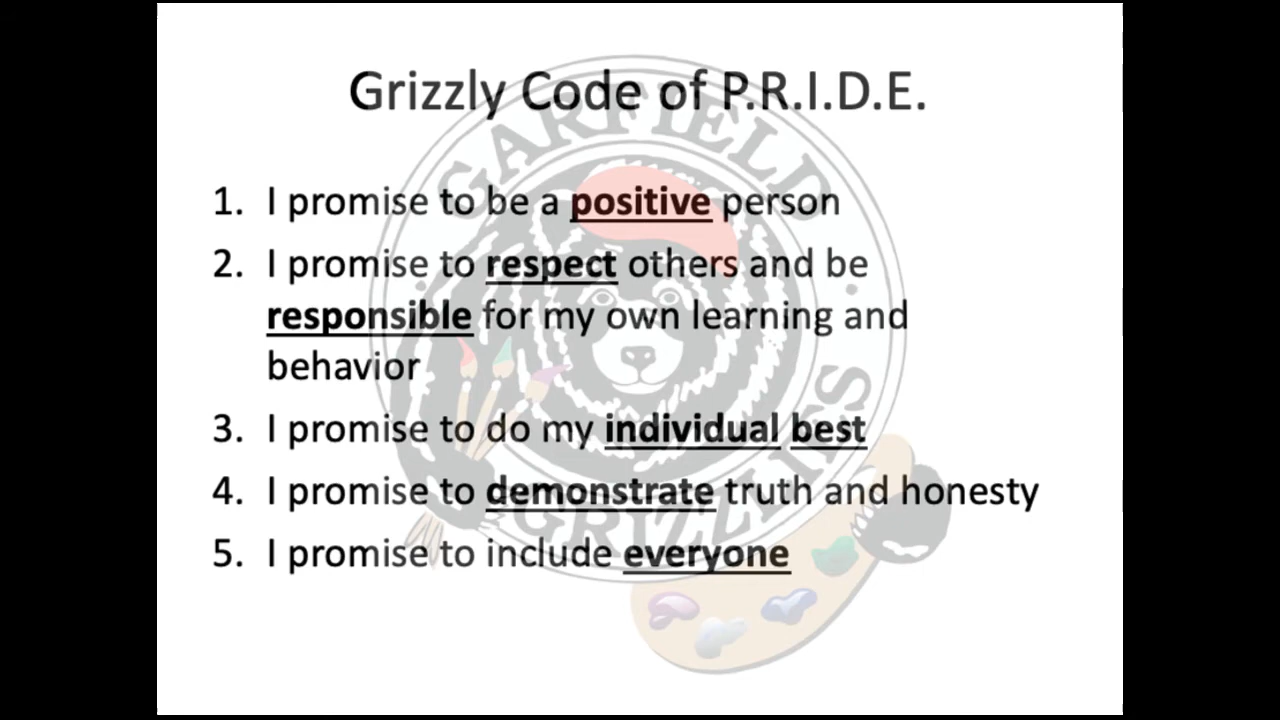 Grizzly Code of P.R.I.D.E.
GARFIELD
1. I promise to be a positive person
2. I promise to respect others and be
responsible for my own learning and
behavior
3. I promise to do my individual best
4. I promise to demonstrate truth and honesty
5. I promise to include everyone
GRIZZLINGS